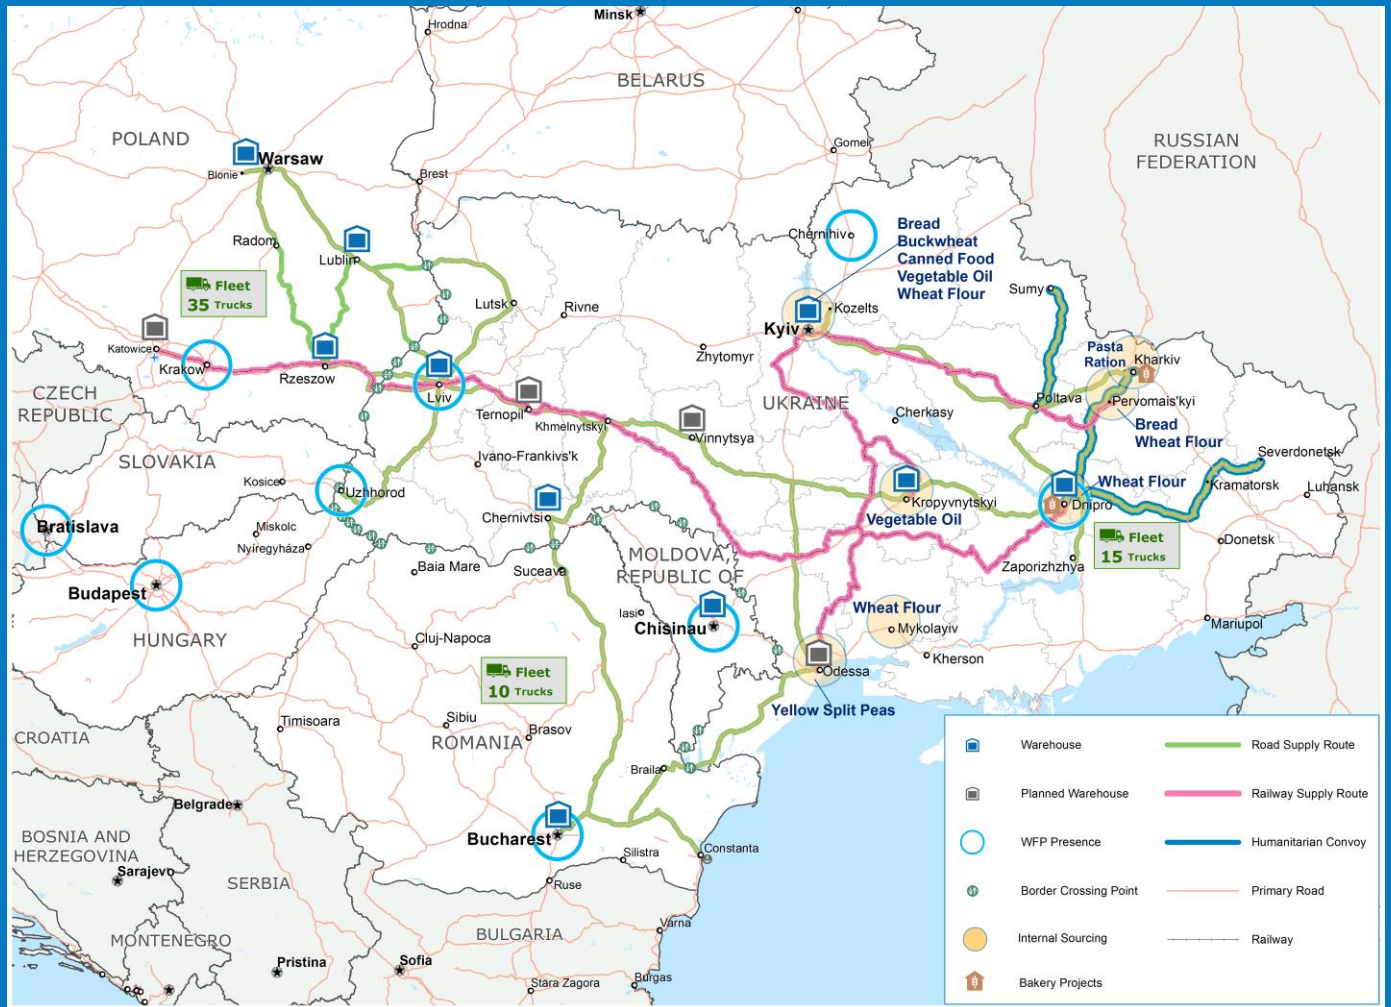 Minsk
Hrodna
BELARUS
POLAND
RUSSIAN
FEDERATION
Gomel
Warsaw
Blonie
Brest
Bread
Buckwheat
Canned Food
Vegetable Oil
Wheat Flour
Chernihiv
Radom
Lublin
Fleet
35 Trucks
Lutsk
Rivne
Sumy
Kozelts
Kyiv
Katowice
Krakow
Rzeszow
Zhytomyr
Pasta
Ration
Kharkiv
CZECH
REPUBLIC
Lviv
Ternopil
Khmelnytskyi
UKRAINE
Poltava
Pervomais'kyi
Cherkasy
Bread
Wheat Flour
Vinnytsya
SLOVAKIA
Ivano-Frankivs'k
Severdonetsk
Kosice
Uzhhorod
Wheat Flour
Kramatorsk
Luhansk
Kropyvnytskyi
Dnipro
Vegetable Oil
Chernivtsi
Bratislava
Miskolc
Nyíregyháza
Fleet
15 Trucks
Donetsk
MOLDOVA,
REPUBLIC OF
Baia Mare
Suceava
Zaporizhzhya
Budapest
Iasi
Chisinau
Wheat Flour
Mykolayiv
Mariupol
HUNGARY
Cluj-Napoca
Kherson
Odessa
Fleet
10 Trucks
Yellow Split Peas
Timisoara
Sibiu
Brasov
ROMANIA
CROATIA
Braila
Belgrade
BOSNIA AND
HERZEGOVINA
Bucharest
Constanta
Silistra
Sarajevo
SERBIA
Ruse
Varna
MONTENEGRO
BULGARIA
Pristina
Sofia
Stara Zagora
Burgas
Warehouse
Road Supply Route
Planned Warehouse
Railway Supply Route
WFP Presence
Humanitarian Convoy
Border Crossing Point
Primary Road
Internal Sourcing
Railway
Bakery Projects